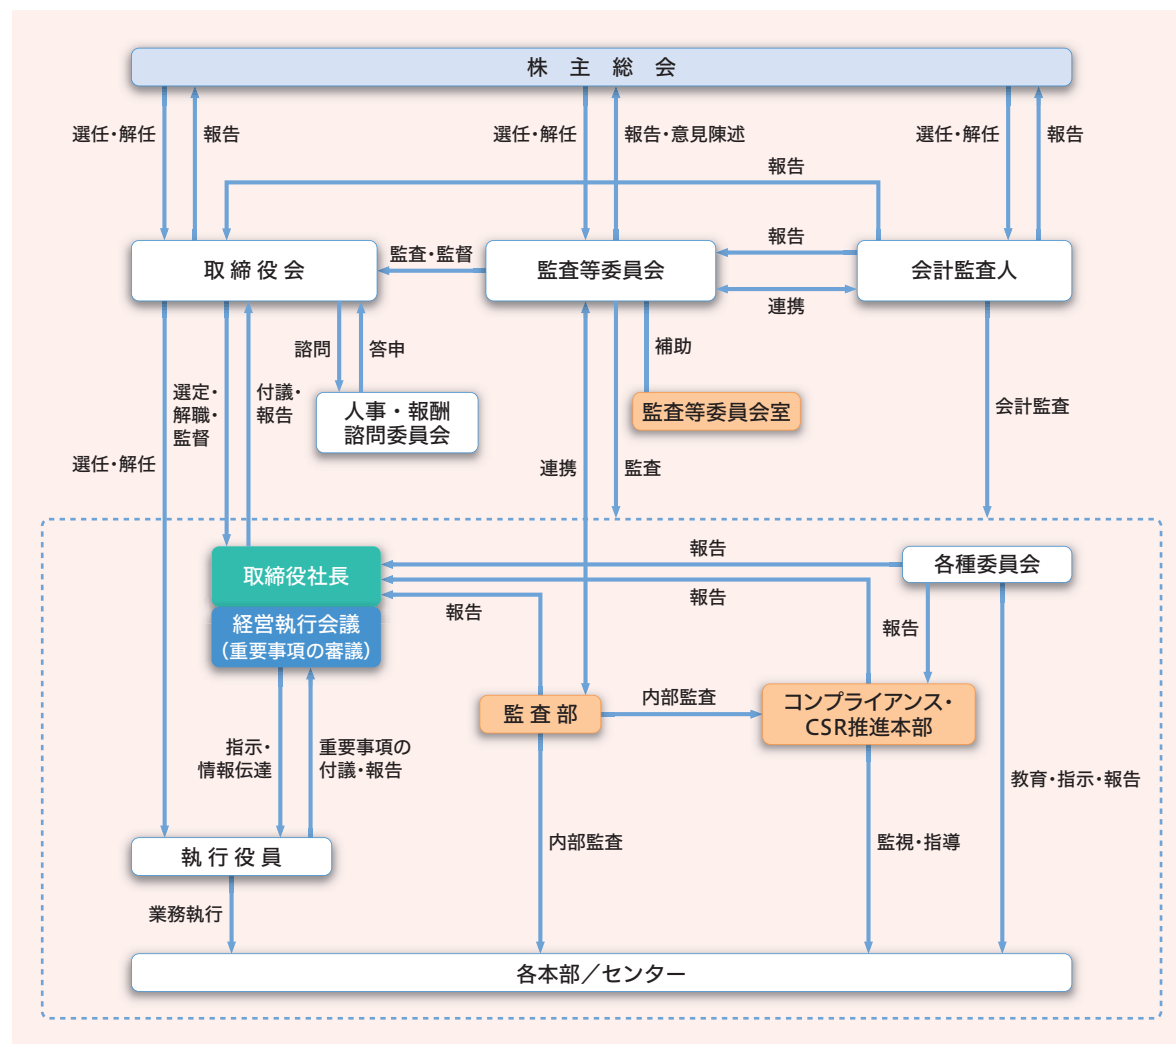 株主総会
選任・解任
報告
選任・解任
報告・意見陳述
選任・解任
報告
報告
取締役会
監査・監督
監査等委員会
報告
会計監査人
連携
諮問
答申
補助
選定・
解職・
監督
付議・
報告
人事・報酬
諮問委員会
監査等委員会室
会計監査
選任・解任
連携
監査
取締役社長
経営執行会議
（重要事項の審議）
報告
各種委員会
報告
報告
報告
監査部
内部監査
コンプライアンス・
CSR推進本部
指示・
情報伝達
重要事項の
付議・報告
教育・指示・報告
執行役員
内部監査
監視・指導
業務執行
各本部／センター